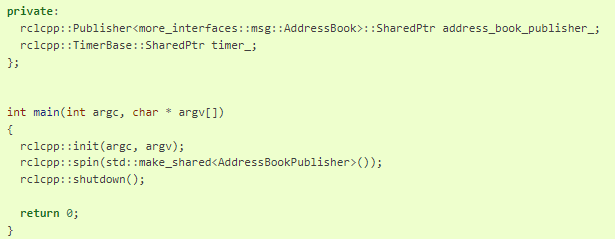 private:
  rclcpp::Publisher<more_interfaces::msg::AddressBook>::SharedPtr address_book_publisher_;
  rclcpp::TimerBase::SharedPtr timer_;
};
int main(int argc, char * argv[])
{
  rclcpp::init(argc, argv);
  rclcpp::spin(std::make_shared<AddressBookPublisher>());
  rclcpp::shutdown();
  return 0;
}